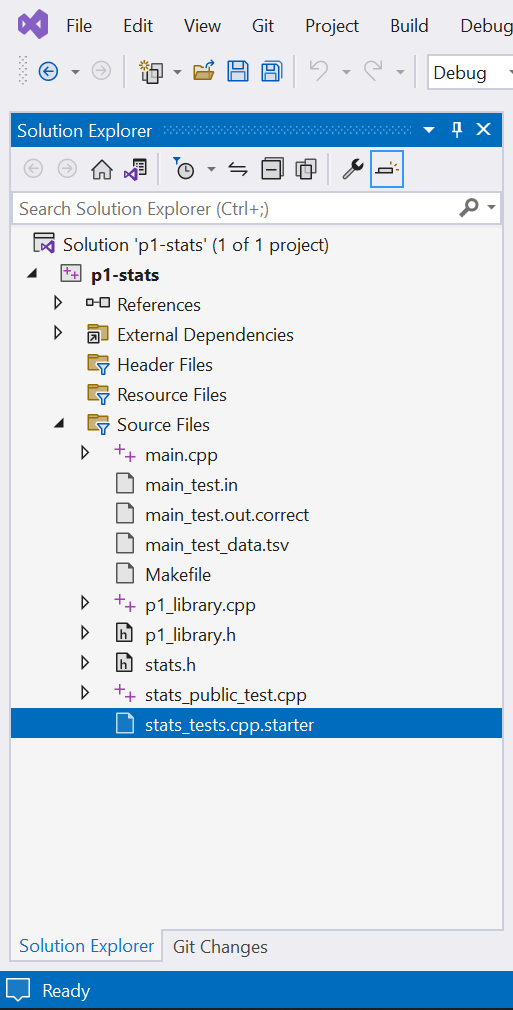 File Edit View Git Project Build Debug
Debug
Solution Explorer
Search Solution Explorer (Ctrl+;)
Solution 'p1-stats' (1 of 1 project)
p1-stats
References
External Dependencies
Header Files
Resource Files
Source Files
main.cpp
main_test.in
main_test.out.correct
main_test_data.tsv
Makefile
p1_library.cpp
p1_library.h
stats.h
stats_public_test.cpp
stats_tests.cpp.starter
Solution Explorer Git Changes
Ready